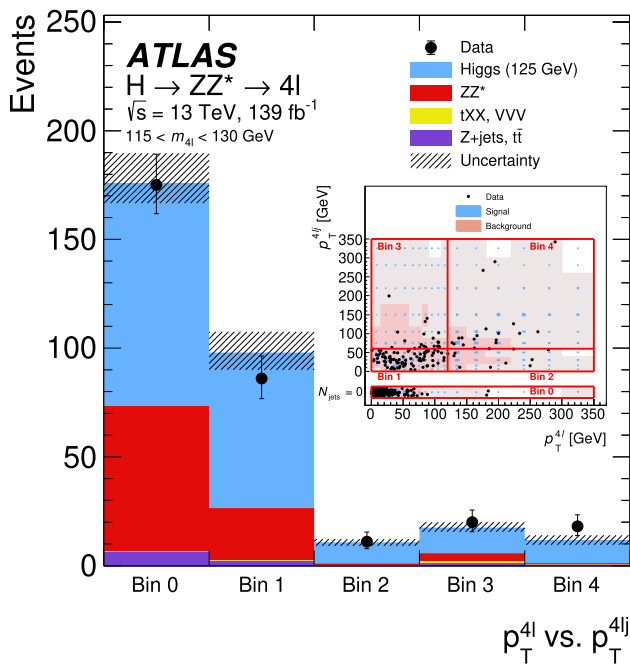 Events
250
200
150
100
50
0
ATLAS
H → ZZ* → 4l
√s = 13 TeV, 139 fb⁻¹
115 < m₄ₗ < 130 GeV
Data
Higgs (125 GeV)
ZZ*
tXX, VVV
Z+jets, tt̄
Uncertainty
Data
Signal
Background
p_T^4lj [GeV]
350
300
250
200
150
100
50
0
N_jets = 0
Bin 3
Bin 4
Bin 1
Bin 2
Bin 0
0 50 100 150 200 250 300 350
p_T^4l [GeV]
Bin 0 Bin 1 Bin 2 Bin 3 Bin 4
p_T^4l vs. p_T^4lj